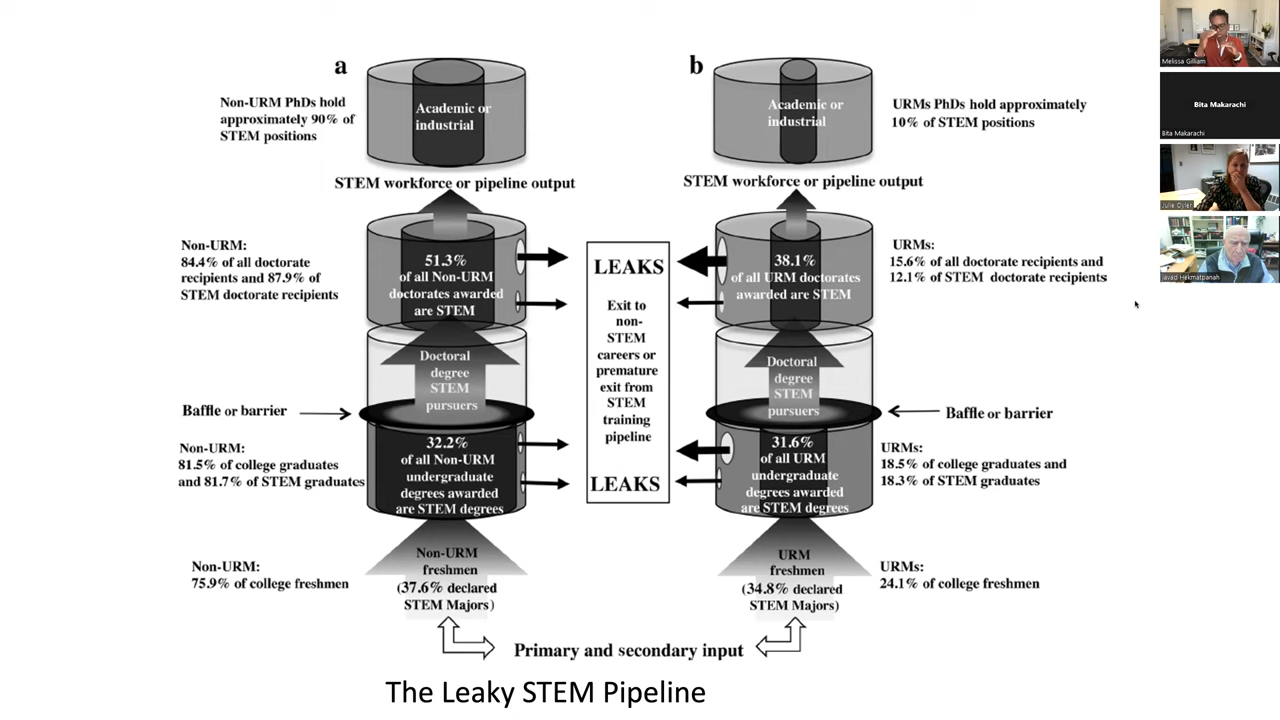 a
b
Non-URM PhDs hold
approximately 90% of
STEM positions
Academic or
industrial
Academic or
industrial
URMs PhDs hold approximately
10% of STEM positions
STEM workforce or pipeline output
STEM workforce or pipeline output
Non-URM:
84.4% of all doctorate
recipients and 87.9% of
STEM doctorate recipients
51.3%
of all Non-URM
doctorates awarded
are STEM
LEAKS
Exit to
non-
STEM
careers or
premature
exit from
STEM
training
pipeline
LEAKS
38.1%
of all URM doctorates
awarded are STEM
URMs:
15.6% of all doctorate recipients and
12.1% of STEM doctorate recipients
Doctoral
degree
STEM
pursuers
Doctoral
degree
STEM
pursuers
Baffle or barrier
Baffle or barrier
Non-URM:
81.5% of college graduates
and 81.7% of STEM graduates
32.2%
of all Non-URM
undergraduate
degrees awarded
are STEM degrees
31.6%
of all URM
undergraduate
degrees awarded
are STEM degrees
URMs:
18.5% of college graduates and
18.3% of STEM graduates
Non-URM:
75.9% of college freshmen
Non-URM
freshmen
(37.6% declared
STEM Majors)
URM
freshmen
(34.8% declared
STEM Majors)
URMs:
24.1% of college freshmen
Primary and secondary input
The Leaky STEM Pipeline
Melissa Gilliam
Bita Makarachi
Bita Makarachi
Julie Oyler
Javad Hekmatpanah